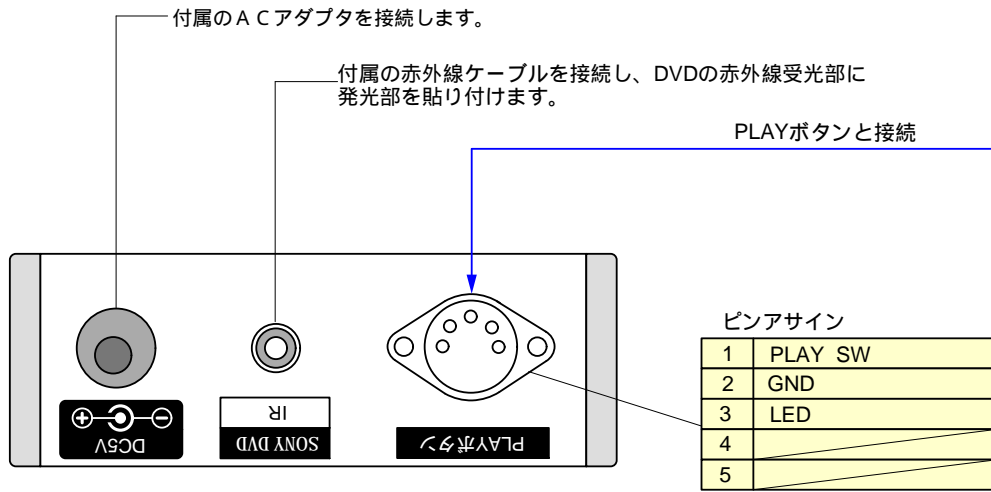 付属のＡＣアダプタを接続します。
付属の赤外線ケーブルを接続し、DVDの赤外線受光部に
発光部を貼り付けます。
PLAYボタンと接続
DC5V
IR
SONY DVD
PLAYボタン
ピンアサイン
1 PLAY SW
2 GND
3 LED
4
5